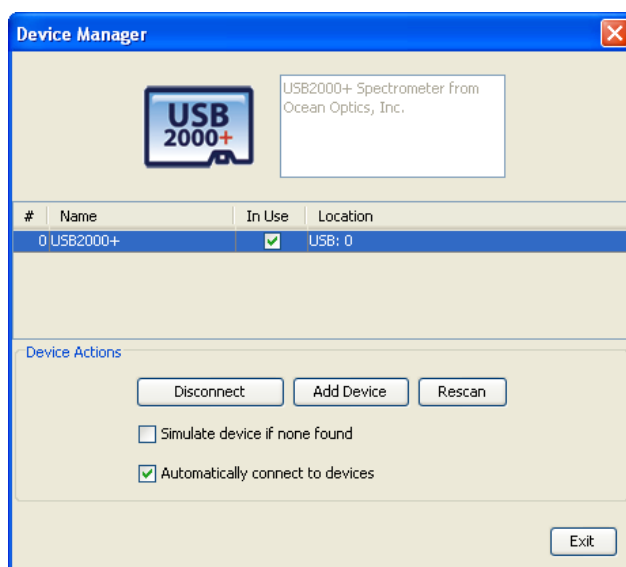 Device Manager
USB
2000+
USB2000+ Spectrometer from
Ocean Optics, Inc.
# Name In Use Location
0 USB2000+ USB: 0
Device Actions
Disconnect Add Device Rescan
Simulate device if none found
Automatically connect to devices
Exit